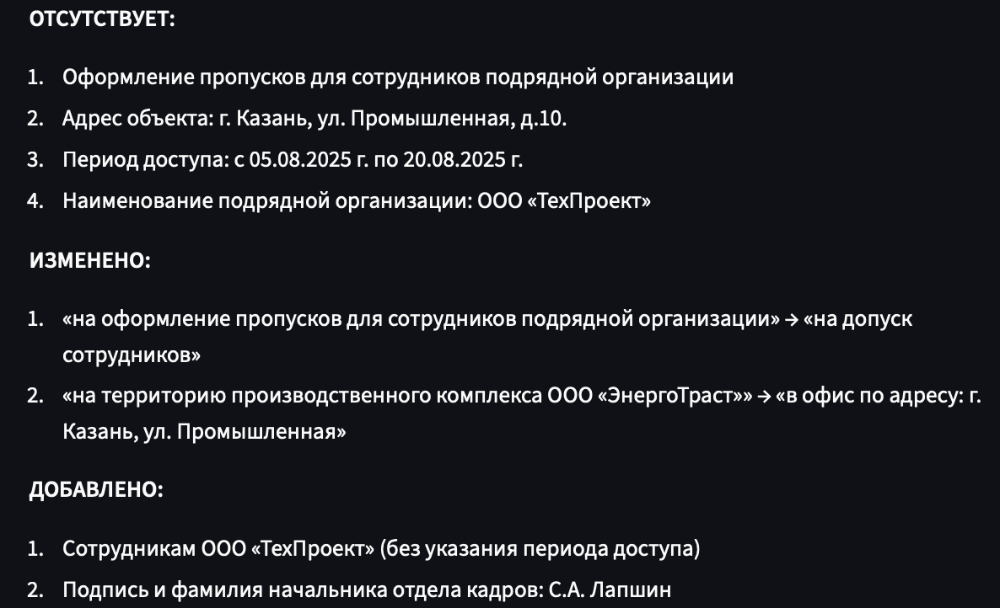 ОТСУТСТВУЕТ:
1. Оформление пропусков для сотрудников подрядной организации
2. Адрес объекта: г. Казань, ул. Промышленная, д.10.
3. Период доступа: с 05.08.2025 г. по 20.08.2025 г.
4. Наименование подрядной организации: ООО «ТехПроект»
ИЗМЕНЕНО:
1. «на оформление пропусков для сотрудников подрядной организации» → «на допуск
сотрудников»
2. «на территорию производственного комплекса ООО «ЭнергоТраст»» → «в офис по адресу: г.
Казань, ул. Промышленная»
ДОБАВЛЕНО:
1. Сотрудникам ООО «ТехПроект» (без указания периода доступа)
2. Подпись и фамилия начальника отдела кадров: С.А. Лапшин